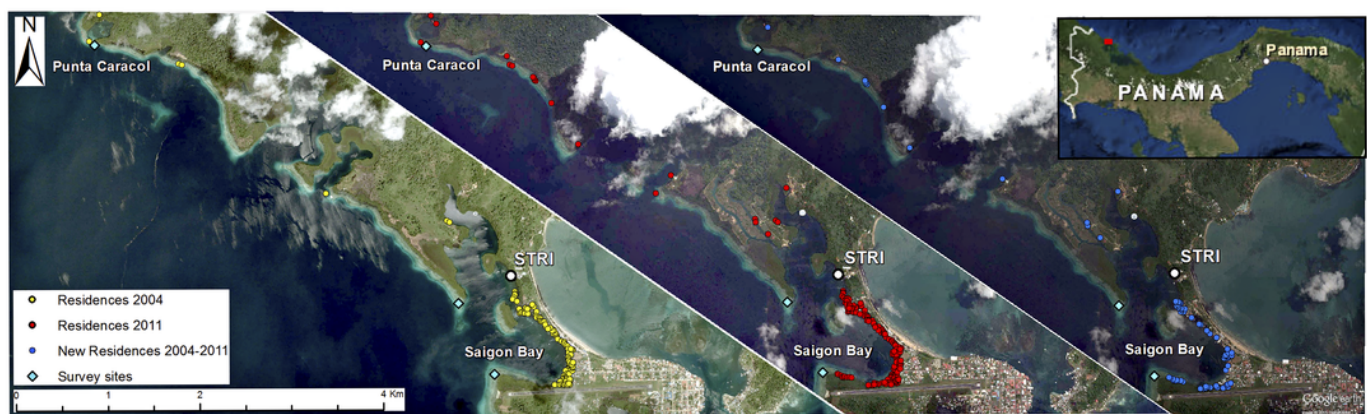 N
Punta Caracol
Punta Caracol
Punta Caracol
Panama
PANAMA
STRI
STRI
STRI
Residences 2004
Residences 2011
New Residences 2004-2011
Survey sites
Saigon Bay
Saigon Bay
Saigon Bay
0 1 2 4 Km
Google earth